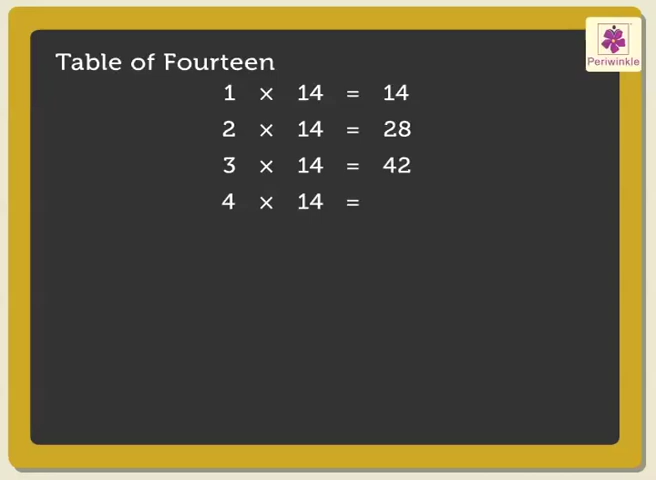 Table of Fourteen
1 × 14 = 14
2 × 14 = 28
3 × 14 = 42
4 × 14 =
Periwinkle